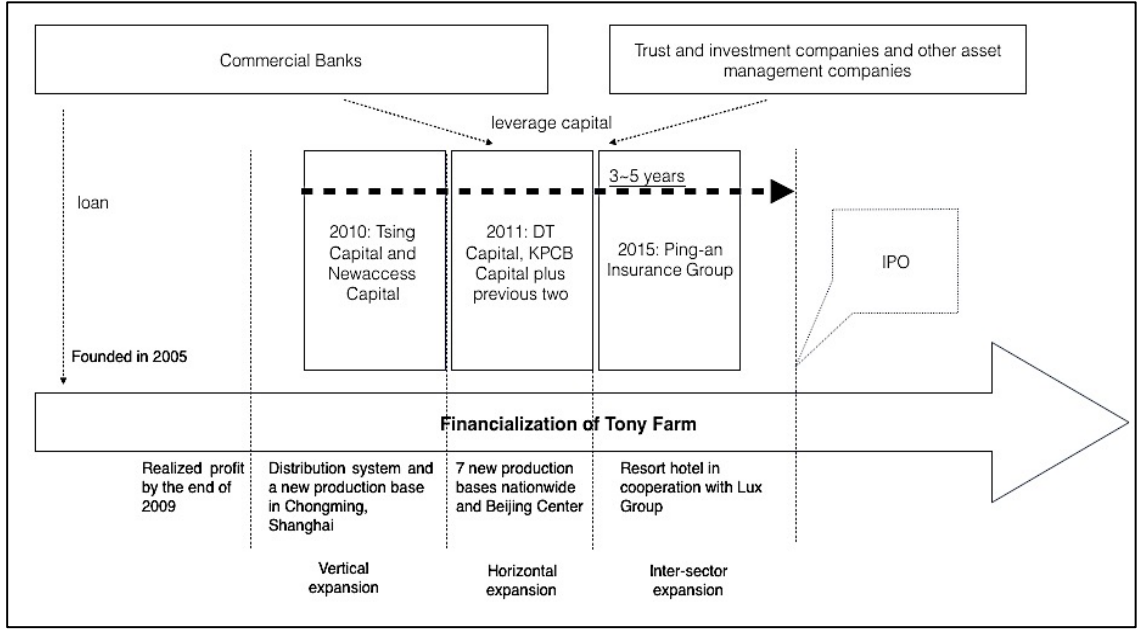 Commercial Banks
Trust and investment companies and other asset
management companies
leverage capital
loan
3~5 years
2010: Tsing
Capital and
Newaccess
Capital
2011: DT
Capital, KPCB
Capital plus
previous two
2015: Ping-an
Insurance Group
IPO
Founded in 2005
Financialization of Tony Farm
Realized profit
by the end of
2009
Distribution system and
a new production base
in Chongming,
Shanghai
7 new production
bases nationwide
and Beijing Center
Resort hotel in
cooperation with Lux
Group
Vertical
expansion
Horizontal
expansion
Inter-sector
expansion